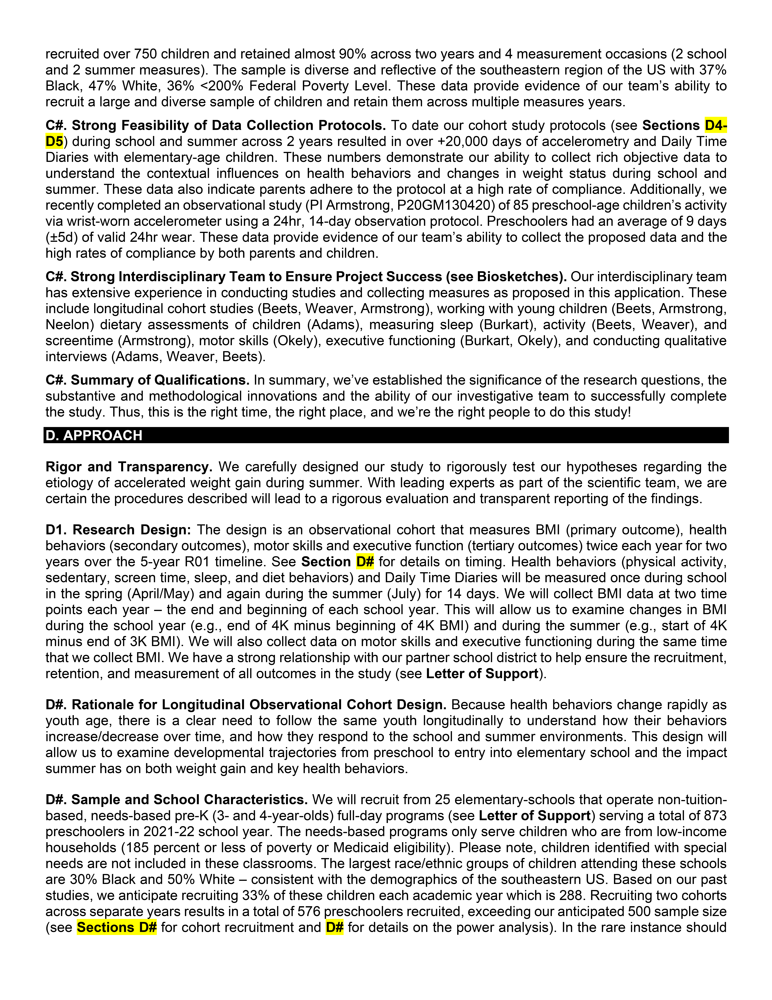 recruited over 750 children and retained almost 90% across two years and 4 measurement occasions (2 school
and 2 summer measures). The sample is diverse and reflective of the southeastern region of the US with 37%
Black, 47% White, 36% <200% Federal Poverty Level. These data provide evidence of our team’s ability to
recruit a large and diverse sample of children and retain them across multiple measures years.
C#. Strong Feasibility of Data Collection Protocols. To date our cohort study protocols (see Sections D4-
D5) during school and summer across 2 years resulted in over +20,000 days of accelerometry and Daily Time
Diaries with elementary-age children. These numbers demonstrate our ability to collect rich objective data to
understand the contextual influences on health behaviors and changes in weight status during school and
summer. These data also indicate parents adhere to the protocol at a high rate of compliance. Additionally, we
recently completed an observational study (PI Armstrong, P20GM130420) of 85 preschool-age children’s activity
via wrist-worn accelerometer using a 24hr, 14-day observation protocol. Preschoolers had an average of 9 days
(±5d) of valid 24hr wear. These data provide evidence of our team’s ability to collect the proposed data and the
high rates of compliance by both parents and children.
C#. Strong Interdisciplinary Team to Ensure Project Success (see Biosketches). Our interdisciplinary team
has extensive experience in conducting studies and collecting measures as proposed in this application. These
include longitudinal cohort studies (Beets, Weaver, Armstrong), working with young children (Beets, Armstrong,
Neelon) dietary assessments of children (Adams), measuring sleep (Burkart), activity (Beets, Weaver), and
screentime (Armstrong), motor skills (Okely), executive functioning (Burkart, Okely), and conducting qualitative
interviews (Adams, Weaver, Beets).
C#. Summary of Qualifications. In summary, we’ve established the significance of the research questions, the
substantive and methodological innovations and the ability of our investigative team to successfully complete
the study. Thus, this is the right time, the right place, and we’re the right people to do this study!
D. APPROACH
Rigor and Transparency. We carefully designed our study to rigorously test our hypotheses regarding the
etiology of accelerated weight gain during summer. With leading experts as part of the scientific team, we are
certain the procedures described will lead to a rigorous evaluation and transparent reporting of the findings.
D1. Research Design: The design is an observational cohort that measures BMI (primary outcome), health
behaviors (secondary outcomes), motor skills and executive function (tertiary outcomes) twice each year for two
years over the 5-year R01 timeline. See Section D# for details on timing. Health behaviors (physical activity,
sedentary, screen time, sleep, and diet behaviors) and Daily Time Diaries will be measured once during school
in the spring (April/May) and again during the summer (July) for 14 days. We will collect BMI data at two time
points each year – the end and beginning of each school year. This will allow us to examine changes in BMI
during the school year (e.g., end of 4K minus beginning of 4K BMI) and during the summer (e.g., start of 4K
minus end of 3K BMI). We will also collect data on motor skills and executive functioning during the same time
that we collect BMI. We have a strong relationship with our partner school district to help ensure the recruitment,
retention, and measurement of all outcomes in the study (see Letter of Support).
D#. Rationale for Longitudinal Observational Cohort Design. Because health behaviors change rapidly as
youth age, there is a clear need to follow the same youth longitudinally to understand how their behaviors
increase/decrease over time, and how they respond to the school and summer environments. This design will
allow us to examine developmental trajectories from preschool to entry into elementary school and the impact
summer has on both weight gain and key health behaviors.
D#. Sample and School Characteristics. We will recruit from 25 elementary-schools that operate non-tuition-
based, needs-based pre-K (3- and 4-year-olds) full-day programs (see Letter of Support) serving a total of 873
preschoolers in 2021-22 school year. The needs-based programs only serve children who are from low-income
households (185 percent or less of poverty or Medicaid eligibility). Please note, children identified with special
needs are not included in these classrooms. The largest race/ethnic groups of children attending these schools
are 30% Black and 50% White – consistent with the demographics of the southeastern US. Based on our past
studies, we anticipate recruiting 33% of these children each academic year which is 288. Recruiting two cohorts
across separate years results in a total of 576 preschoolers recruited, exceeding our anticipated 500 sample size
(see Sections D# for cohort recruitment and D# for details on the power analysis). In the rare instance should